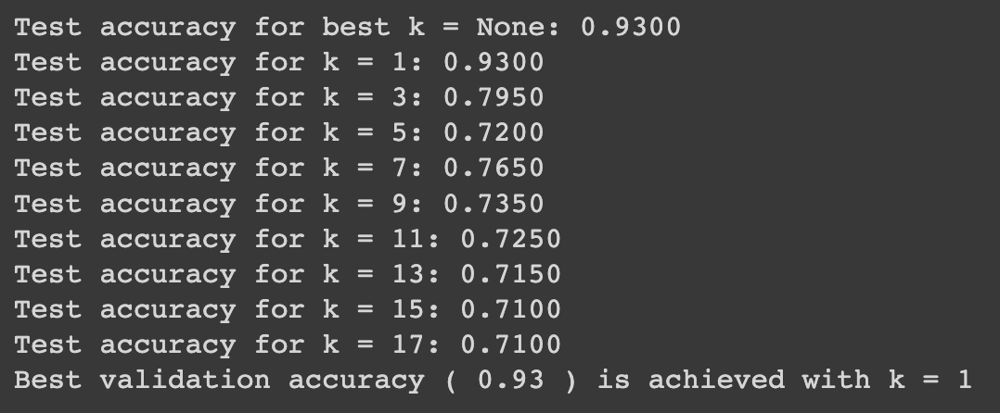 Test accuracy for best k = None: 0.9300
Test accuracy for k = 1: 0.9300
Test accuracy for k = 3: 0.7950
Test accuracy for k = 5: 0.7200
Test accuracy for k = 7: 0.7650
Test accuracy for k = 9: 0.7350
Test accuracy for k = 11: 0.7250
Test accuracy for k = 13: 0.7150
Test accuracy for k = 15: 0.7100
Test accuracy for k = 17: 0.7100
Best validation accuracy ( 0.93 ) is achieved with k = 1